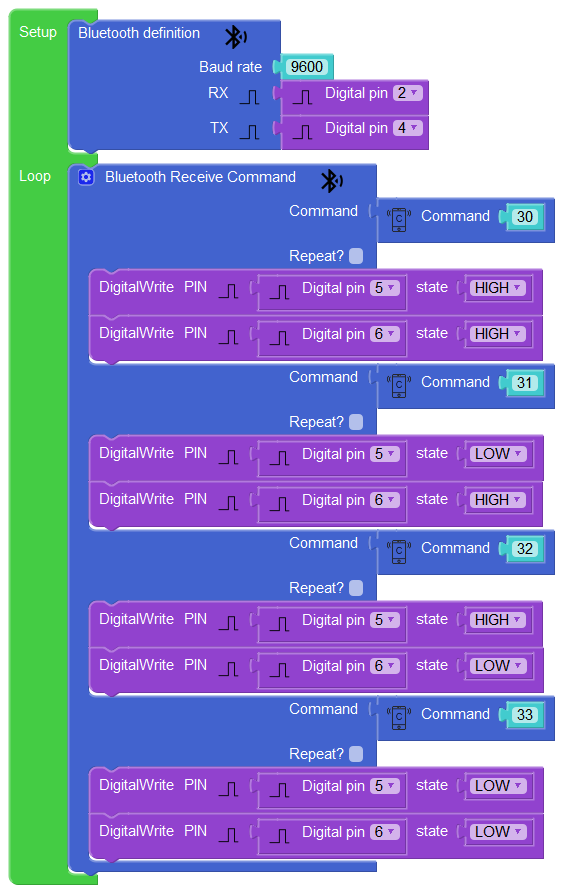 Setup
Bluetooth definition
Baud rate 9600
RX Digital pin 2
TX Digital pin 4
Loop
Bluetooth Receive Command
Command C Command 30
Repeat?
DigitalWrite PIN Digital pin 5 state HIGH
DigitalWrite PIN Digital pin 6 state HIGH
Command C Command 31
Repeat?
DigitalWrite PIN Digital pin 5 state LOW
DigitalWrite PIN Digital pin 6 state HIGH
Command C Command 32
Repeat?
DigitalWrite PIN Digital pin 5 state HIGH
DigitalWrite PIN Digital pin 6 state LOW
Command C Command 33
Repeat?
DigitalWrite PIN Digital pin 5 state LOW
DigitalWrite PIN Digital pin 6 state LOW